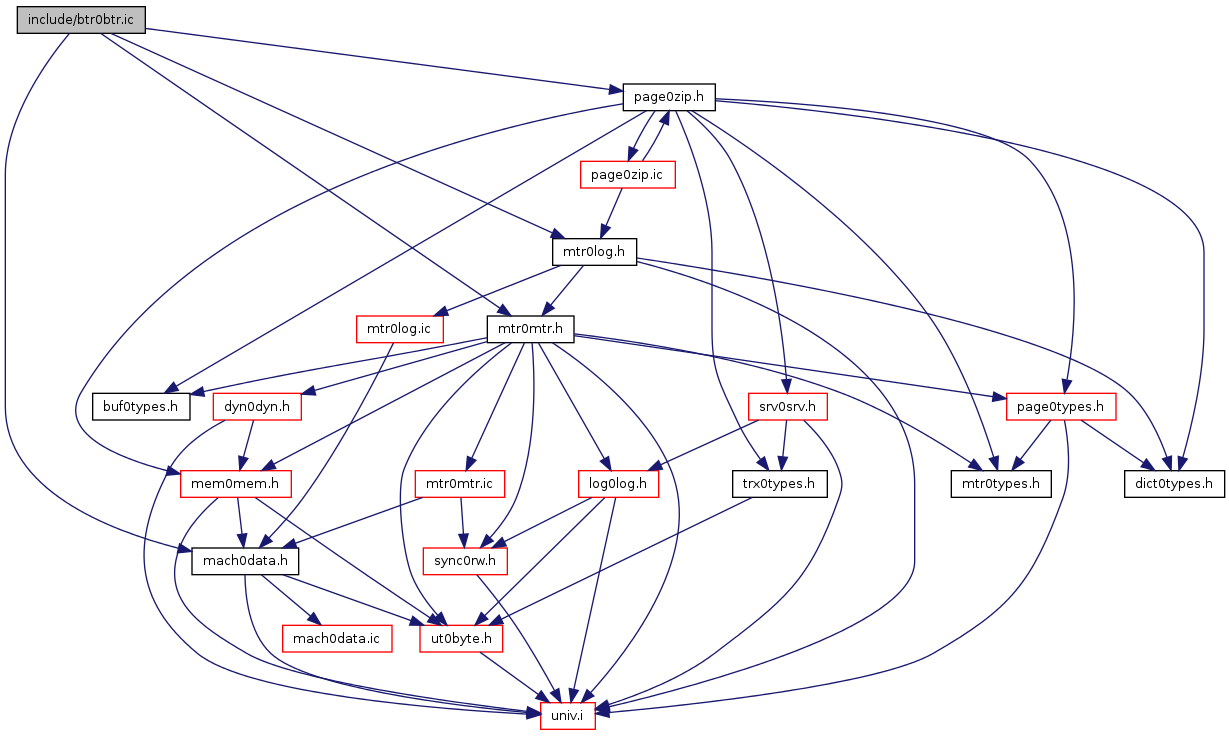 include/btr0btr.ic
page0zip.h
page0zip.ic
mtr0log.h
mtr0log.ic
mtr0mtr.h
buf0types.h
dyn0dyn.h
srv0srv.h
page0types.h
mem0mem.h
mtr0mtr.ic
log0log.h
trx0types.h
mtr0types.h
dict0types.h
mach0data.h
sync0rw.h
mach0data.ic
ut0byte.h
univ.i